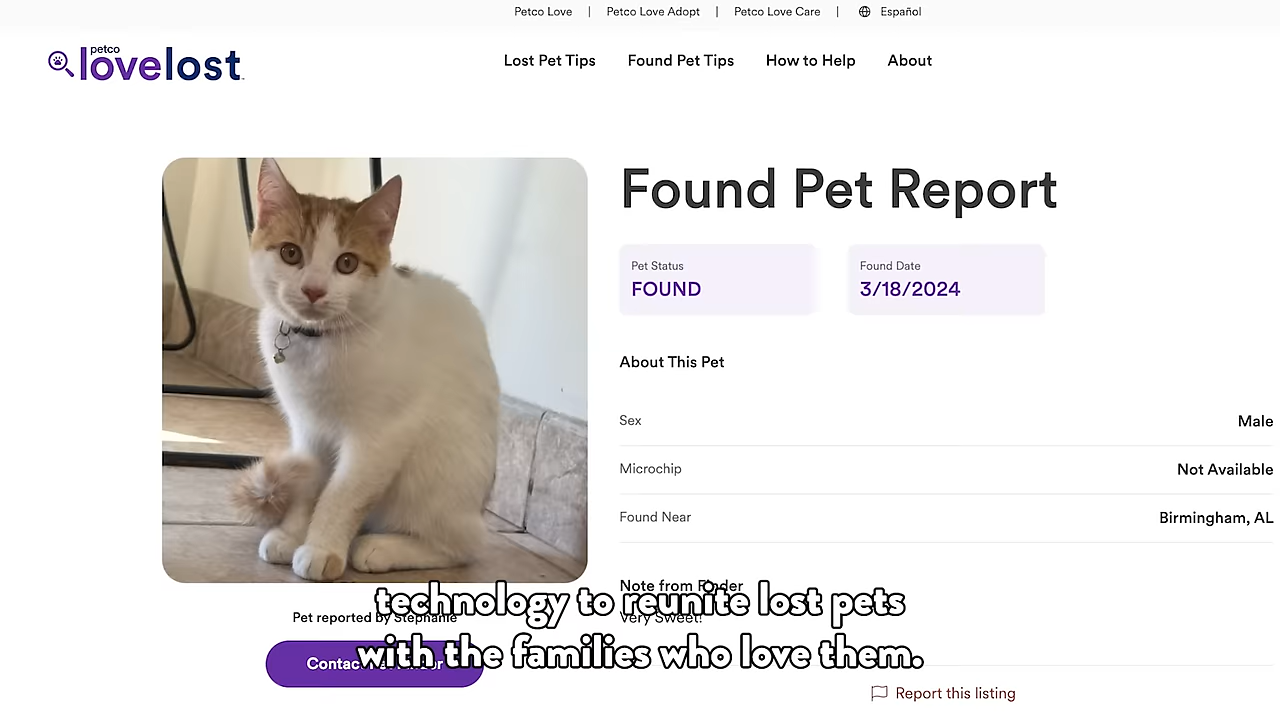 Petco Love | Petco Love Adopt | Petco Love Care | Español
petco
lovelost
Lost Pet Tips Found Pet Tips How to Help About
Found Pet Report
Pet Status
FOUND
Found Date
3/18/2024
About This Pet
Sex Male
Microchip Not Available
Found Near Birmingham, AL
Note from Finder
Very Sweet!
Pet reported by Stephanie
Contact
technology to reunite lost pets
with the families who love them.
Report this listing